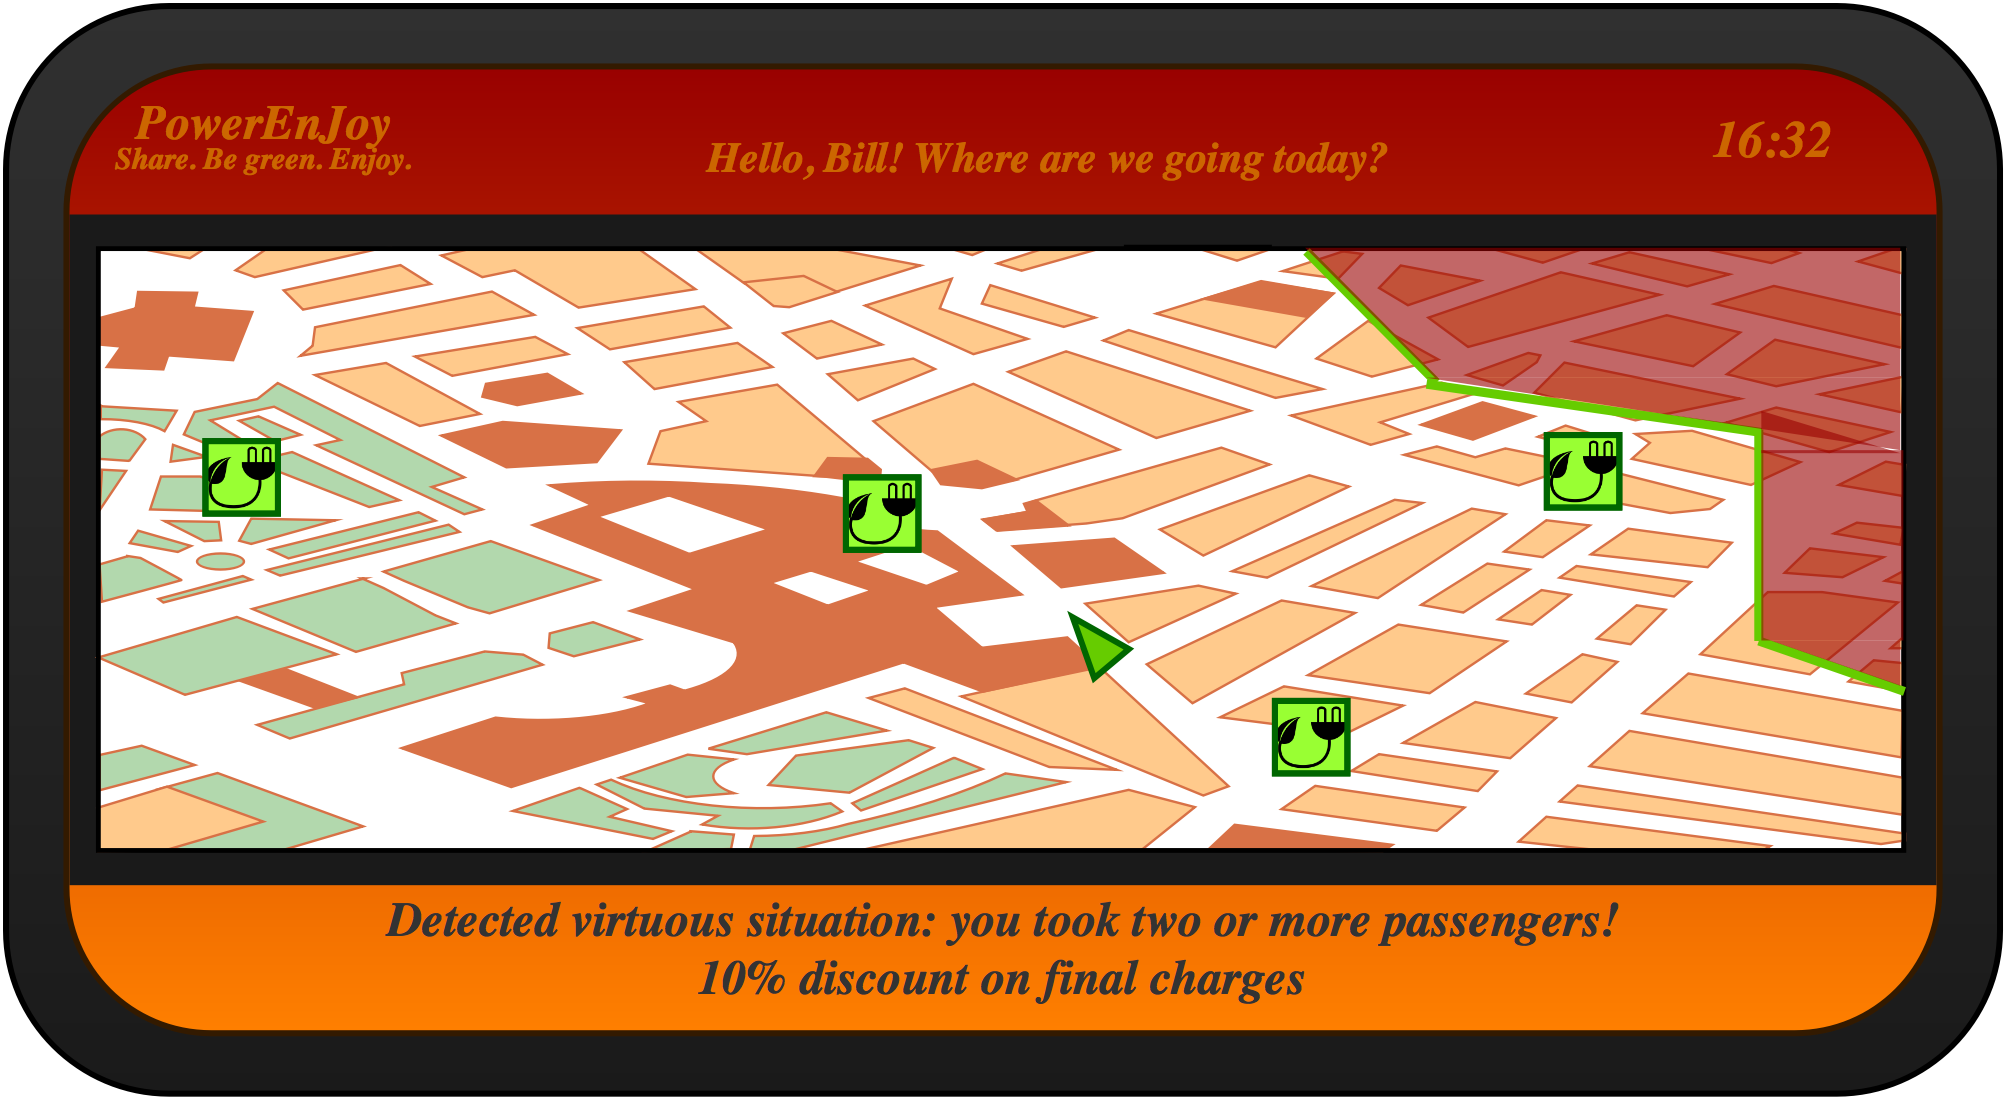 PowerEnJoy
Share. Be green. Enjoy.
Hello, Bill! Where are we going today?
16:32
Detected virtuous situation: you took two or more passengers!
10% discount on final charges